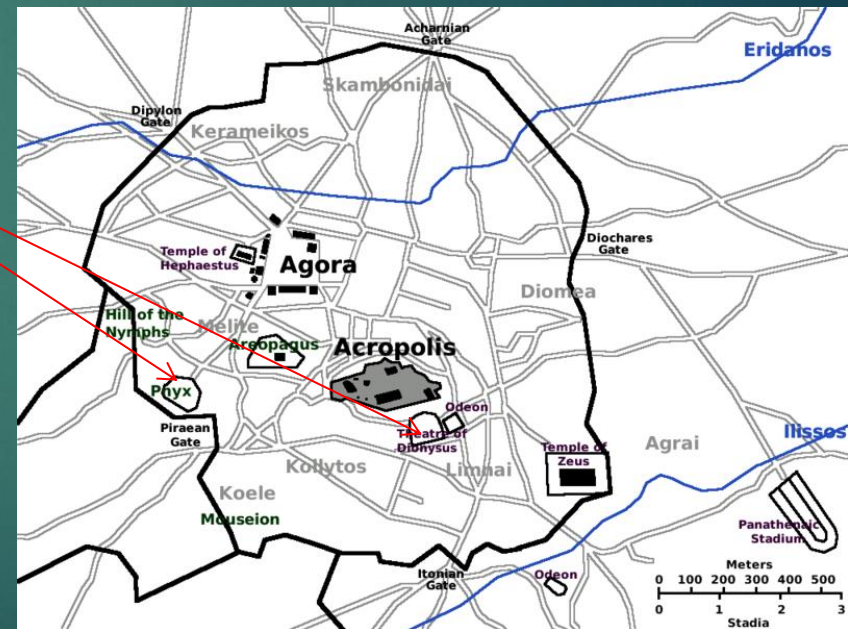 Acharnian
Gate
Eridanos
Skambonidai
Dipylon
Gate
Kerameikos
Temple of
Hephaestus
Agora
Diochares
Gate
Diomea
Hill of the
Nymphs
Melite
Areopagus
Acropolis
Pnyx
Odeon
Piraean
Gate
Theatre of
Dionysus
Temple of
Zeus
Agrai
Ilissos
Kollytos
Limnai
Koele
Mouseion
Panathenaic
Stadium
Itonian
Gate
Odeon
Meters
0 100 200 300 400 500
0 1 2 3
Stadia